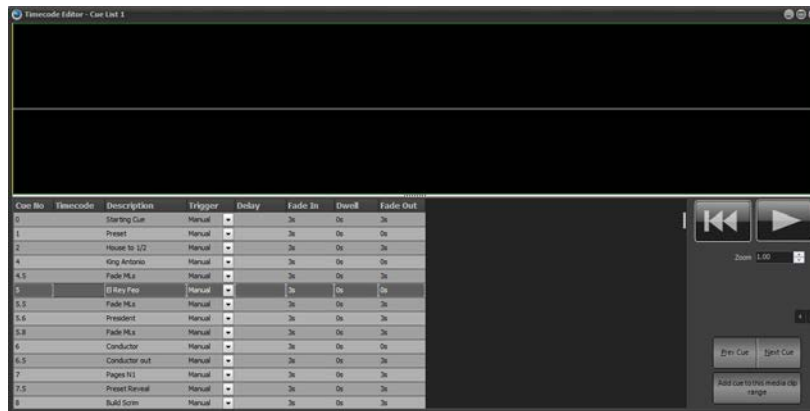 Timecode Editor - Cue List 1
Cue No Timecode Description Trigger Delay Fade In Dwell Fade Out
0 Starting Cue Manual 3s 0s 3s
1 Preset Manual 3s 0s 3s
2 House to 1/2 Manual 3s 0s 3s
4 King Antonio Manual 3s 0s 3s
4.5 Fade MLs Manual 3s 0s 3s
5 El Rey Feo Manual 3s 0s 0s
5.5 Fade MLs Manual 3s 0s 3s
5.6 President Manual 3s 0s 3s
5.8 Fade MLs Manual 3s 0s 3s
6 Conductor Manual 3s 0s 3s
6.5 Conductor out Manual 3s 0s 3s
7 Pages N1 Manual 3s 0s 3s
7.5 Preset Reveal Manual 3s 0s 3s
8 Build Scrim Manual 3s 0s 3s
Zoom 1.00
Prev Cue Next Cue
Add cue to this media clip
range